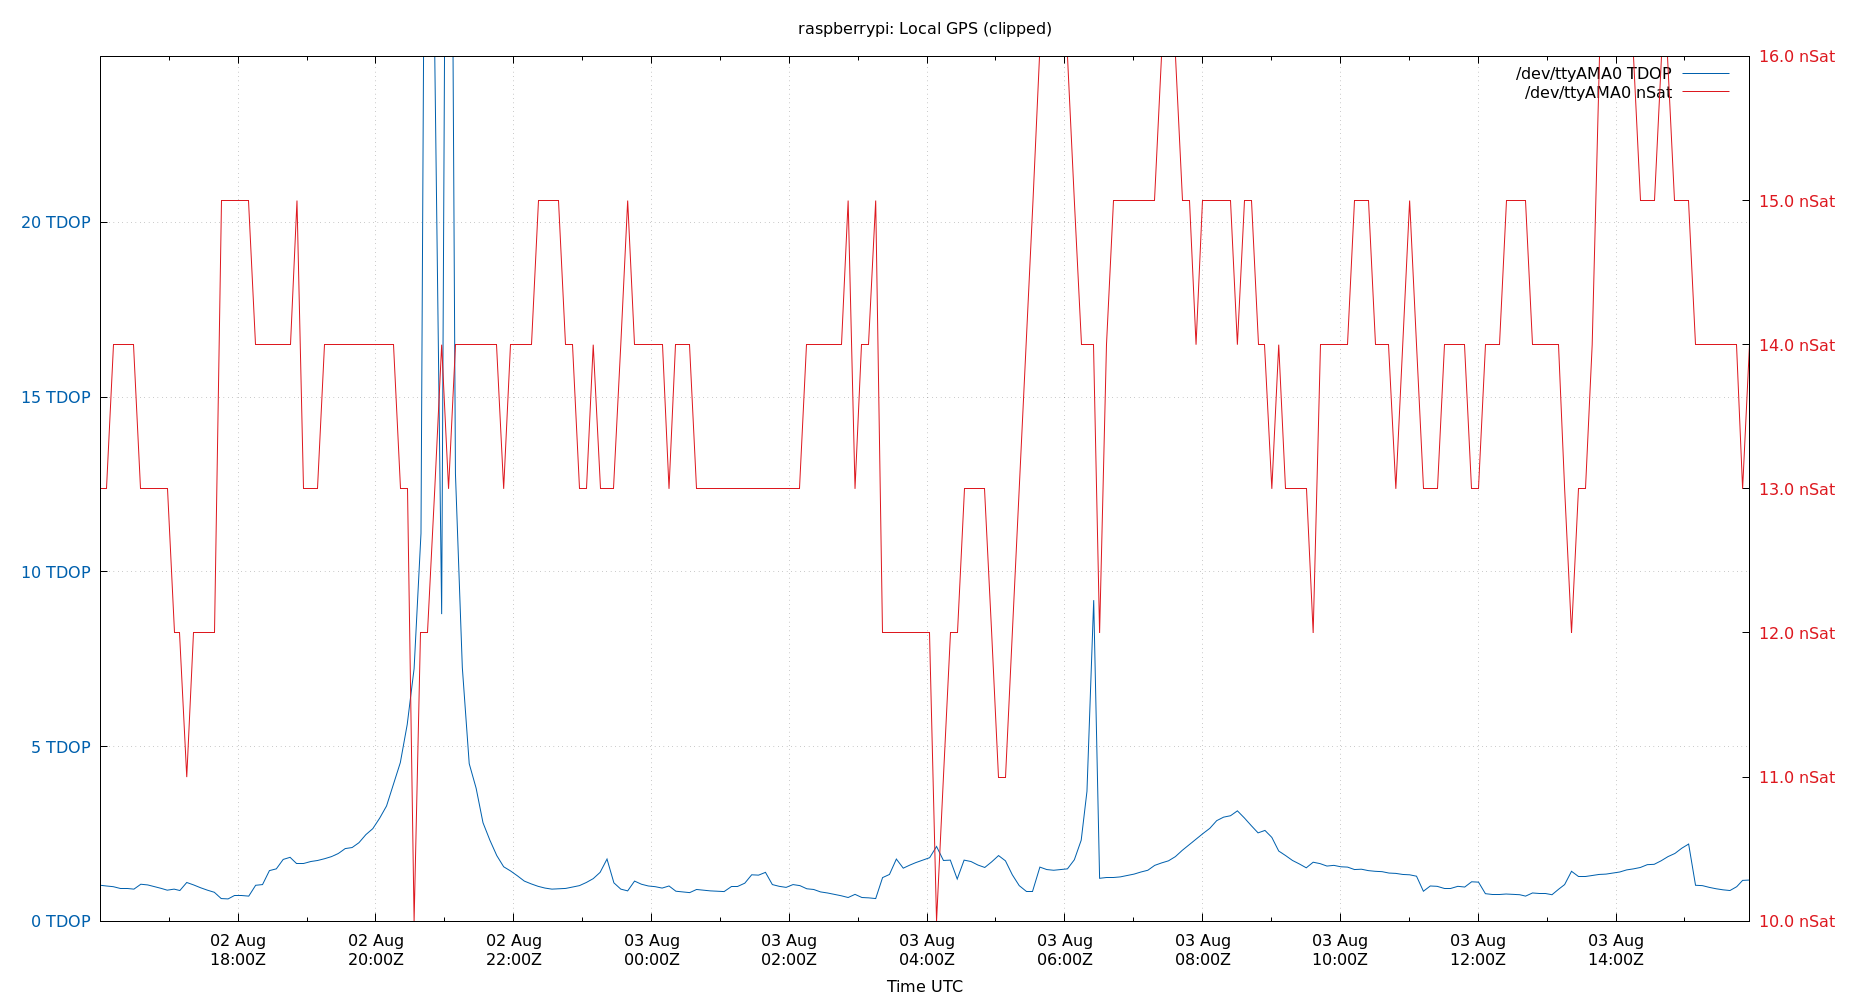 raspberrypi: Local GPS (clipped)
16.0 nSat
/dev/ttyAMA0 TDOP
/dev/ttyAMA0 nSat
20 TDOP
15.0 nSat
15 TDOP
14.0 nSat
13.0 nSat
10 TDOP
12.0 nSat
5 TDOP
11.0 nSat
0 TDOP
10.0 nSat
02 Aug
18:00Z
02 Aug
20:00Z
02 Aug
22:00Z
03 Aug
00:00Z
03 Aug
02:00Z
03 Aug
04:00Z
03 Aug
06:00Z
03 Aug
08:00Z
03 Aug
10:00Z
03 Aug
12:00Z
03 Aug
14:00Z
Time UTC